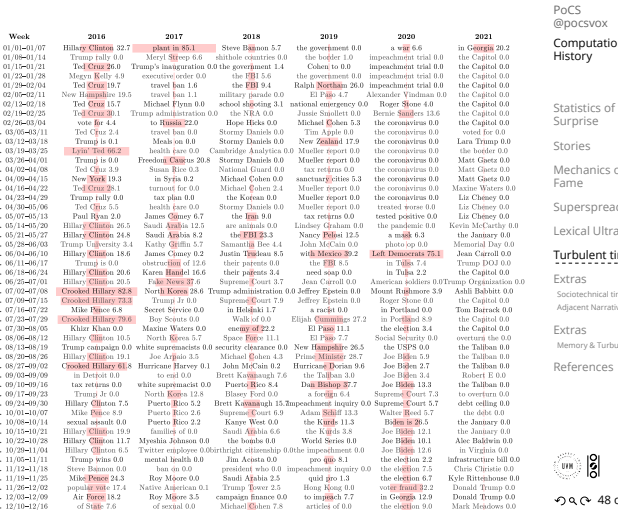 Week 2016 2017 2018 2019 2020 2021
01/01–01/07 Hillary Clinton 32.7 plant in 85.1 Steve Bannon 5.7 the government 0.0 a war 6.6 in Georgia 20.2
01/08–01/14 Trump rally 0.0 Meryl Streep 6.6 shithole countries 0.0 the border 1.0 impeachment trial 0.0 the Capitol 0.0
01/15–01/21 Ted Cruz 26.0 Trump's inauguration 0.0 the government 1.4 Cohen to 0.0 impeachment trial 0.0 the Capitol 0.0
01/22–01/28 Megyn Kelly 4.9 executive order 0.0 the FBI 5.6 the government 0.0 impeachment trial 0.0 the Capitol 0.0
01/29–02/04 Ted Cruz 19.7 travel ban 1.6 the FBI 9.4 Ralph Northam 26.0 impeachment trial 0.0 the Capitol 0.0
02/05–02/11 New Hampshire 19.5 travel ban 1.1 military parade 0.0 El Paso 4.7 Alexander Vindman 0.0 the Capitol 0.0
02/12–02/18 Ted Cruz 15.7 Michael Flynn 0.0 school shooting 3.1 national emergency 0.0 Roger Stone 4.0 the Capitol 0.0
02/19–02/25 Ted Cruz 30.1 Trump Administration 0.0 the NRA 0.0 Jussie Smollett 0.0 Bernie Sanders 13.6 the Capitol 0.0
02/26–03/04 vote for 4.4 to Russia 22.0 Hope Hicks 0.0 Michael Cohen 5.3 the coronavirus 0.0 the Capitol 0.0
03/05–03/11 Ted Cruz 2.4 travel ban 0.0 Stormy Daniels 0.0 Tim Apple 0.0 the coronavirus 0.0 voted for 0.0
03/12–03/18 Trump is 0.1 Meals on 0.0 Stormy Daniels 0.0 New Zealand 17.9 the coronavirus 0.0 Lara Trump 0.0
03/19–03/25 Lyin' Ted 66.2 health care 0.0 Cambridge Analytica 0.0 Mueller report 0.0 the coronavirus 0.0 the border 0.0
03/26–04/01 Trump is 0.0 Freedom Caucus 20.8 Stormy Daniels 0.0 Mueller report 0.0 the coronavirus 0.0 Matt Gaetz 0.0
04/02–04/08 Ted Cruz 3.9 Susan Rice 0.3 National Guard 0.0 tax returns 0.0 the coronavirus 0.0 Matt Gaetz 0.0
04/09–04/15 New York 19.3 in Syria 0.2 Michael Cohen 0.0 sanctuary cities 5.3 the coronavirus 0.0 Matt Gaetz 0.0
04/16–04/22 Ted Cruz 28.1 turnout for 0.0 Michael Cohen 2.4 Mueller report 0.0 the coronavirus 0.0 Maxine Waters 0.0
04/23–04/29 Trump rally 0.0 tax plan 0.0 the Korean 0.0 Mueller report 0.0 the coronavirus 0.0 Liz Cheney 0.0
04/30–05/06 Ted Cruz 5.5 health care 0.0 Stormy Daniels 0.0 Mueller report 0.0 treated worse 0.0 Liz Cheney 0.0
05/07–05/13 Paul Ryan 2.0 James Comey 6.7 the Iran 9.0 tax returns 0.0 tested positive 0.0 Liz Cheney 0.0
05/14–05/20 Hillary Clinton 26.5 Saudi Arabia 12.5 are animals 0.0 Lindsey Graham 0.0 the pandemic 0.0 Kevin McCarthy 0.0
05/21–05/27 Hillary Clinton 24.8 Saudi Arabia 8.2 the FBI 23.3 Nancy Pelosi 12.5 a mask 6.3 the January 0.0
05/28–06/03 Trump University 3.4 Kathy Griffin 5.7 Samantha Bee 4.4 John McCain 0.0 photo op 0.0 Memorial Day 0.0
06/04–06/10 Hillary Clinton 18.6 James Comey 0.2 Justin Trudeau 8.5 with Mexico 39.2 Left Democrats 75.1 Jean Carroll 0.0
06/11–06/17 Trump is 0.0 obstruction of 12.6 their parents 3.4 the FBI 8.5 in Tulsa 7.4 Trump DOJ 0.0
06/18–06/24 Hillary Clinton 20.6 Karen Handel 16.6 their parents 3.4 need soap 0.0 in Tulsa 2.2 the Capitol 0.0
06/25–07/01 Hillary Clinton 20.5 Fake News 37.6 Supreme Court 3.7 Jean Carroll 0.0 American soldiers 0.0 Trump Organization 0.0
07/02–07/08 Crooked Hillary 82.8 North Korea 28.6 Trump administration 0.0 Jeffrey Epstein 0.0 Mount Rushmore 3.9 Ashli Babbitt 0.0
07/09–07/15 Crooked Hillary 73.3 Trump Jr 0.0 Supreme Court 7.9 Jeffrey Epstein 0.0 Roger Stone 0.0 the Capitol 0.0
07/16–07/22 Mike Pence 6.8 Secret Service 0.0 in Helsinki 1.7 a racist 0.0 in Portland 0.0 Tom Barrack 0.0
07/23–07/29 Crooked Hillary 79.6 Boy Scouts 0.0 Walk of 0.0 Elijah Cummings 27.2 in Portland 8.9 the Capitol 0.0
07/30–08/05 Khizr Khan 0.0 Maxine Waters 0.0 enemy of 22.2 El Paso 11.1 the election 3.4 the Capitol 0.0
08/06–08/12 Hillary Clinton 10.5 North Korea 5.7 Space Force 11.1 El Paso 7.7 Social Security 0.0 overturn the 0.0
08/13–08/19 Trump campaign 0.0 white supremacists 0.0 security clearance 0.0 New Hampshire 26.5 the USPS 0.0 the Taliban 0.0
08/20–08/26 Hillary Clinton 19.1 Joe Arpaio 3.5 Michael Cohen 4.3 Prime Minister 28.7 Joe Biden 5.9 the Taliban 0.0
08/27–09/02 Crooked Hillary 61.8 Hurricane Harvey 0.1 John McCain 0.2 Hurricane Dorian 9.6 Joe Biden 2.7 the Taliban 0.0
09/03–09/09 in Detroit 0.0 to end 0.0 Brett Kavanaugh 7.6 the Taliban 3.0 Joe Biden 3.4 Robert E 0.0
09/10–09/16 tax returns 0.0 white supremacist 0.0 Puerto Rico 8.4 Dan Bishop 37.7 Joe Biden 13.3 the Taliban 0.0
09/17–09/23 Trump Jr 0.0 North Korea 12.8 Blasey Ford 0.0 a foreign 6.4 Supreme Court 7.3 to overturn 0.0
09/24–09/30 Hillary Clinton 7.5 Puerto Rico 5.2 Brett Kavanaugh 15.7 impeachment inquiry 0.0 Supreme Court 5.7 debt ceiling 0.0
10/01–10/07 Mike Pence 8.9 Puerto Rico 2.6 Supreme Court 6.9 Adam Schiff 13.3 Walter Reed 5.7 the debt 0.0
10/08–10/14 sexual assault 0.0 Puerto Rico 2.2 Kanye West 0.0 the Kurds 11.3 Biden is 26.5 the January 0.0
10/15–10/21 Hillary Clinton 19.9 families of 0.0 Saudi Arabia 6.6 the Kurds 3.8 Joe Biden 12.1 the January 0.0
10/22–10/28 Hillary Clinton 11.7 Myeshia Johnson 0.0 the bombs 0.0 World Series 0.0 Joe Biden 10.1 Alec Baldwin 0.0
10/29–11/04 Hillary Clinton 6.5 Twitter employee 0.0 birthright citizenship 0.0 the impeachment 0.0 Joe Biden 12.6 in Virginia 0.0
11/05–11/11 Trump wins 0.0 mental health 0.0 Jim Acosta 0.0 pro quo 8.1 the election 2.2 infrastructure bill 0.0
11/12–11/18 Steve Bannon 0.0 ban on 0.0 president who 0.0 impeachment inquiry 0.0 the election 7.5 Chris Christie 0.0
11/19–11/25 Mike Pence 24.3 Roy Moore 0.0 Saudi Arabia 2.5 quid pro 1.3 the election 6.7 Kyle Rittenhouse 0.0
11/26–12/02 popular vote 17.4 Native American 0.1 Trump Tower 2.5 Hong Kong 0.0 voter fraud 32.2 Donald Trump 0.0
12/03–12/09 Air Force 18.2 Roy Moore 3.5 campaign finance 0.0 to impeach 7.7 in Georgia 12.9 Donald Trump 0.0
12/10–12/16 of State 7.6 of sexual 0.0 Michael Cohen 7.8 articles of 0.0 the election 9.0 Mark Meadows 0.0
PoCS
@pocsvox
Computatio
History
Statistics of
Surprise
Stories
Mechanics o
Fame
Superspread
Lexical Ultra
Turbulent ti
Extras
Sociotechnical tim
Adjacent Narrativ
Extras
Memory & Turbu
References
UVM
48 o